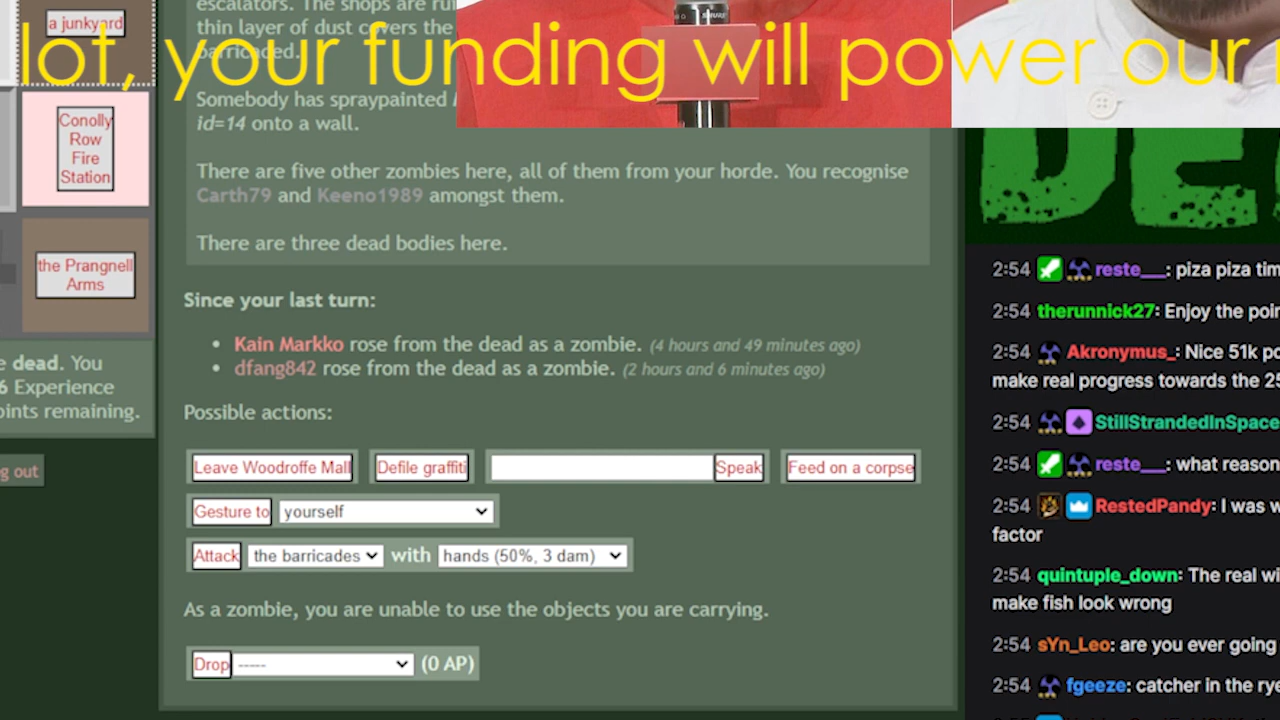 lot, your funding will power our
a junkyard
Conolly
Row
Fire
Station
the Prangnell
Arms
dead. You
6 Experience
points remaining.
out
escalators. The shops are
thin layer of dust covers the
barricaded.
Somebody has spraypainted
id=14 onto a wall.
There are five other zombies here, all of them from your horde. You recognise
Carth79 and Keeno1989 amongst them.
There are three dead bodies here.
Since your last turn:
• Kain Markko rose from the dead as a zombie. (4 hours and 49 minutes ago)
• dfang842 rose from the dead as a zombie. (2 hours and 6 minutes ago)
Possible actions:
Leave Woodroffe Mall Defile graffiti Speak Feed on a corpse
Gesture to yourself
Attack the barricades with hands (50%, 3 dam)
As a zombie, you are unable to use the objects you are carrying.
Drop ----- (0 AP)
SHURE
DE
2:54 reste___: piza piza tim
2:54 therunnick27: Enjoy the poi
2:54 Akronymus_: Nice 51k po
make real progress towards the 25
2:54 StillStrandedInSpace
2:54 reste___: what reason
2:54 RestedPandy: I was w
factor
2:54 quintuple_down: The real wi
make fish look wrong
2:54 sYn_Leo: are you ever going
2:54 fgeeze: catcher in the rye